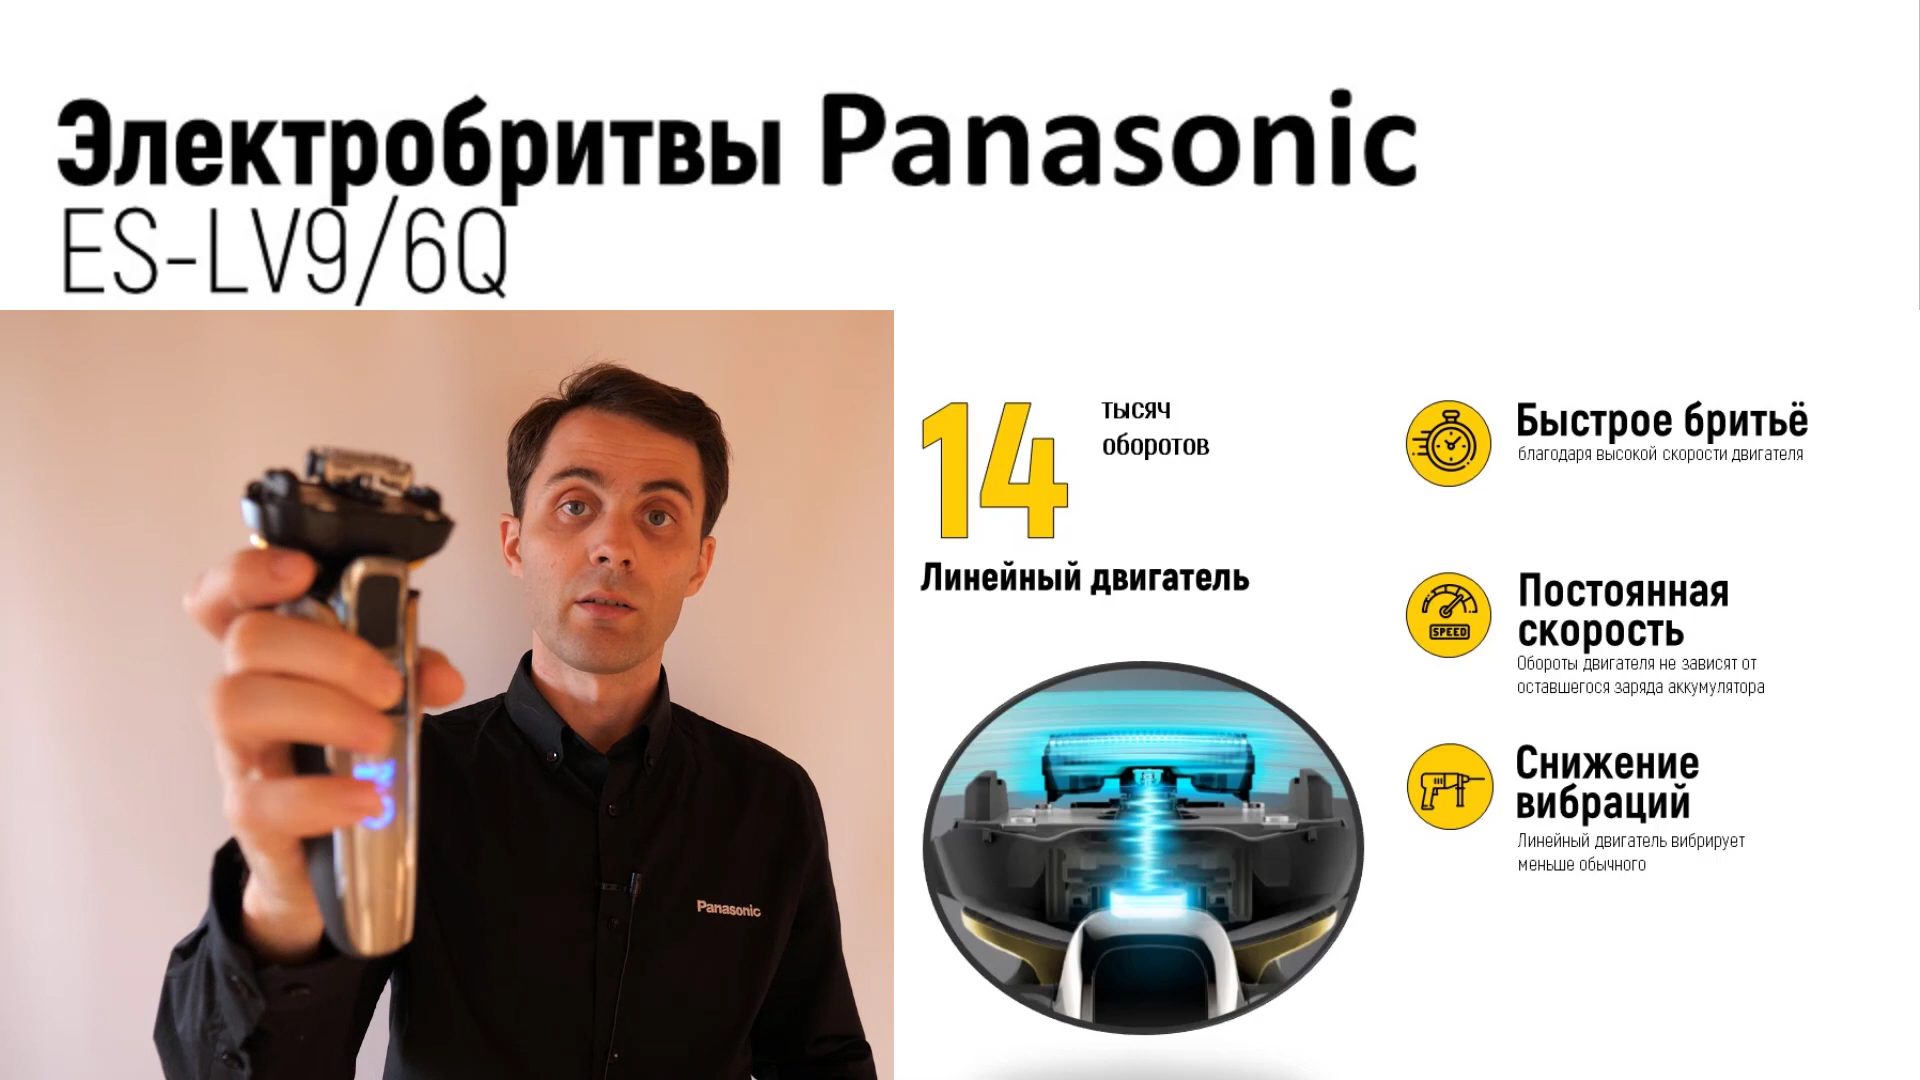 Электробритвы Panasonic
ES-LV9/6Q
14
тысяч
оборотов
Линейный двигатель
Быстрое бритьё
благодаря высокой скорости двигателя
SPEED
Постоянная
скорость
Обороты двигателя не зависят от
оставшегося заряда аккумулятора
Снижение
вибраций
Линейный двигатель вибрирует
меньше обычного
Panasonic